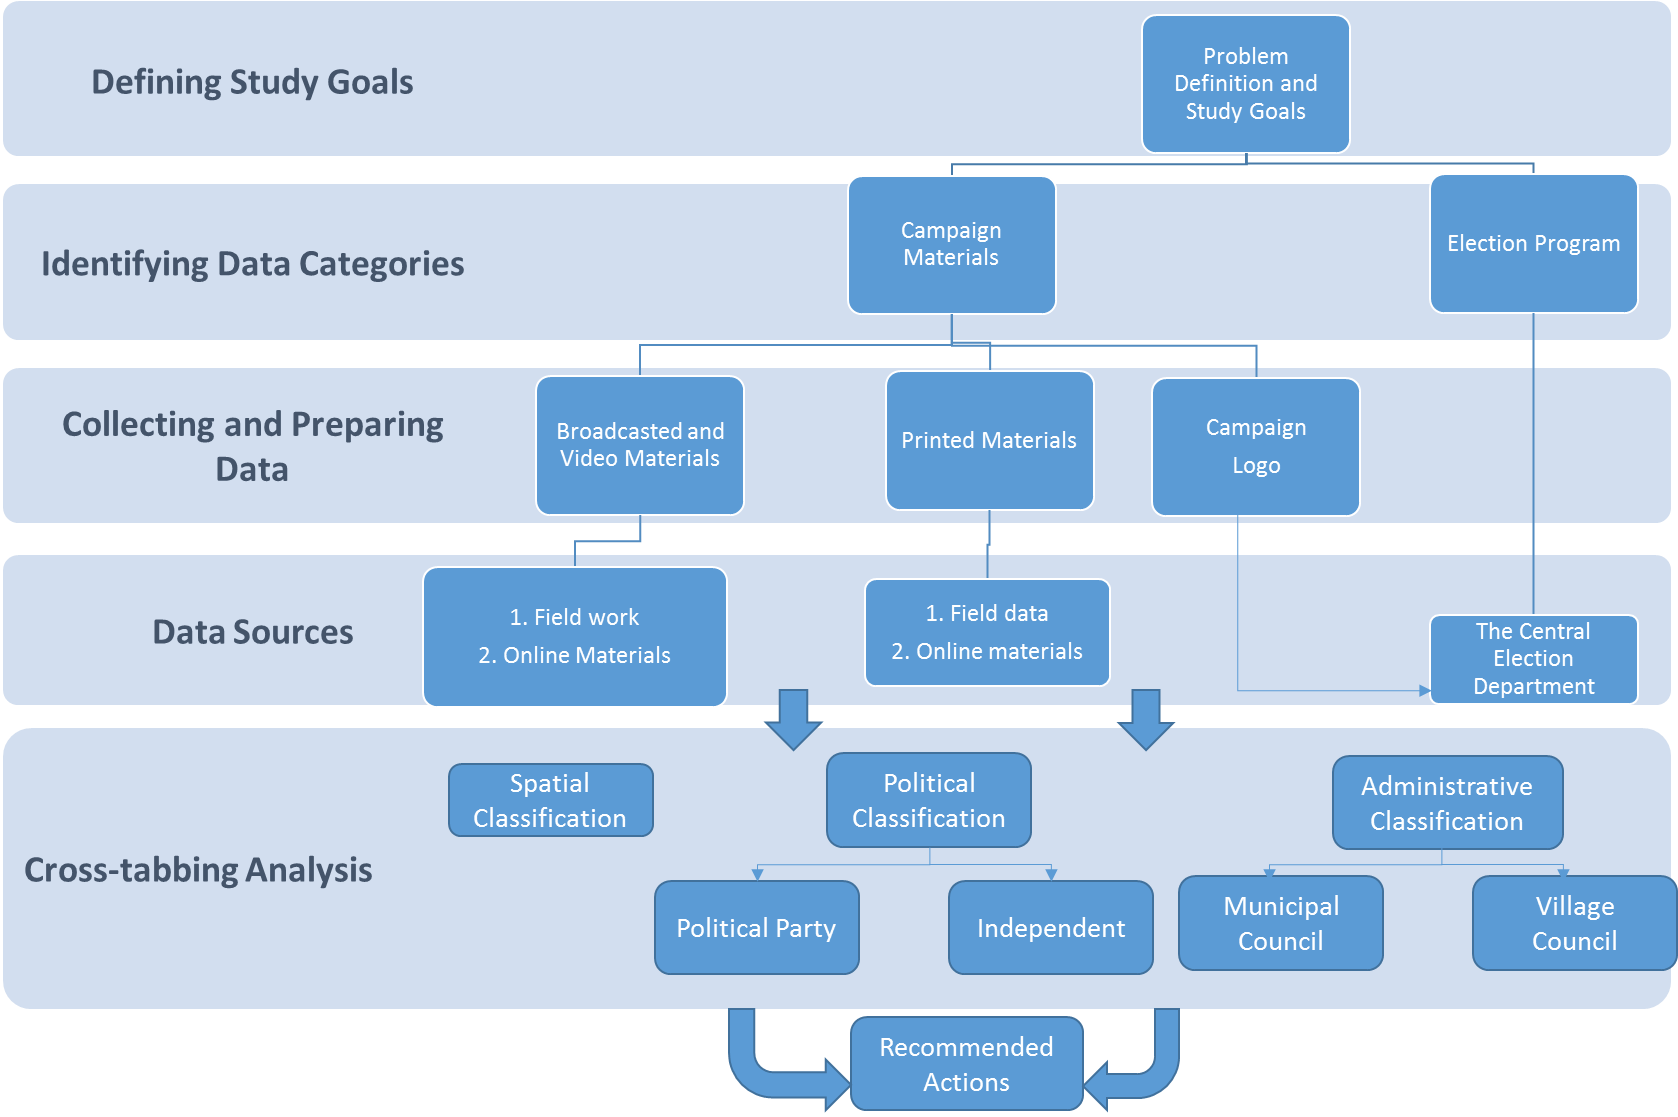 Defining Study Goals
Problem
Definition and
Study Goals
Identifying Data Categories
Campaign
Materials
Election Program
Collecting and Preparing
Data
Broadcasted and
Video Materials
Printed Materials
Campaign
Logo
Data Sources
1. Field work
2. Online Materials
1. Field data
2. Online materials
The Central
Election
Department
Cross-tabbing Analysis
Spatial
Classification
Political
Classification
Administrative
Classification
Political Party
Independent
Municipal
Council
Village
Council
Recommended
Actions